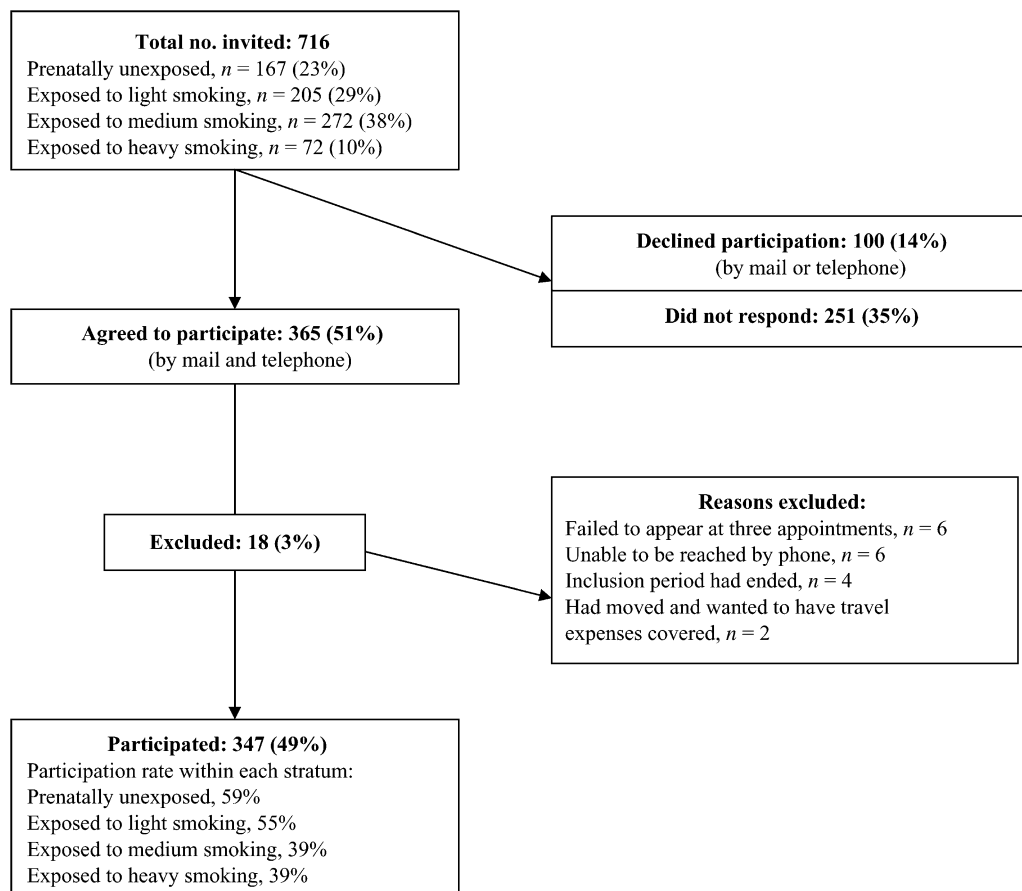 Total no. invited: 716
Prenatally unexposed, n = 167 (23%)
Exposed to light smoking, n = 205 (29%)
Exposed to medium smoking, n = 272 (38%)
Exposed to heavy smoking, n = 72 (10%)
Declined participation: 100 (14%)
(by mail or telephone)
Did not respond: 251 (35%)
Agreed to participate: 365 (51%)
(by mail and telephone)
Reasons excluded:
Failed to appear at three appointments, n = 6
Unable to be reached by phone, n = 6
Inclusion period had ended, n = 4
Had moved and wanted to have travel
expenses covered, n = 2
Excluded: 18 (3%)
Participated: 347 (49%)
Participation rate within each stratum:
Prenatally unexposed, 59%
Exposed to light smoking, 55%
Exposed to medium smoking, 39%
Exposed to heavy smoking, 39%